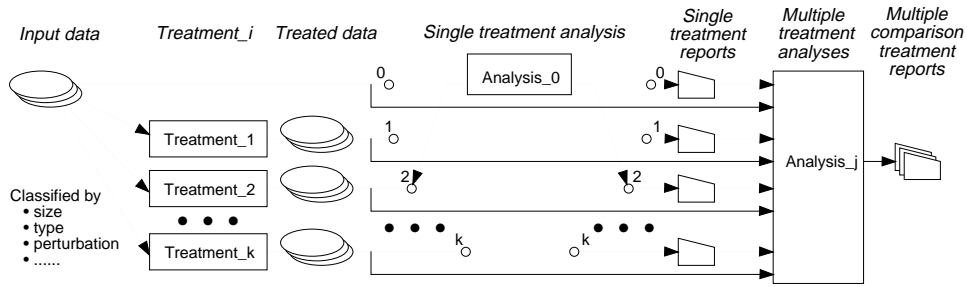 Input data
Treatment_i
Treated data
Single treatment analysis
Single
treatment
reports
Multiple
treatment
analyses
Multiple
comparison
treatment
reports
0
Analysis_0
0
Treatment_1
1
1
Analysis_j
Treatment_2
2
2
Classified by
• size
• type
• perturbation
• ......
Treatment_k
k
k